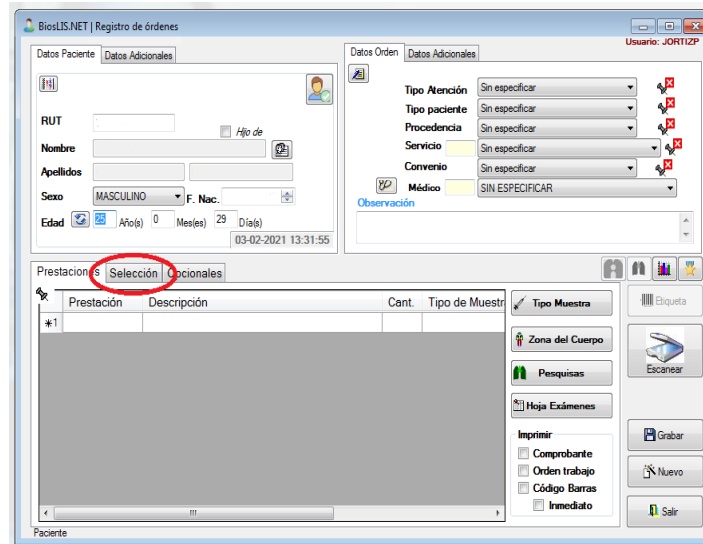 BiosLIS.NET | Registro de órdenes
Usuario: JORTIZP
Datos Paciente Datos Adicionales
RUT
Hijo de
Nombre
Apellidos
Sexo MASCULINO F. Nac.
Edad 25 Año(s) 0 Mes(es) 29 Día(s)
03-02-2021 13:31:55
Datos Orden Datos Adicionales
Tipo Atención Sin especificar
Tipo paciente Sin especificar
Procedencia Sin especificar
Servicio Sin especificar
Convenio Sin especificar
Médico SIN ESPECIFICAR
Observación
Prestaciones Selección Opcionales
Prestación Descripción Cant. Tipo de Muestr
*1
Tipo Muestra
Zona del Cuerpo
Pesquisas
Hoja Exámenes
Imprimir
Comprobante
Orden trabajo
Código Barras
Inmediato
Etiqueta
Escanear
Grabar
Nuevo
Salir
Paciente